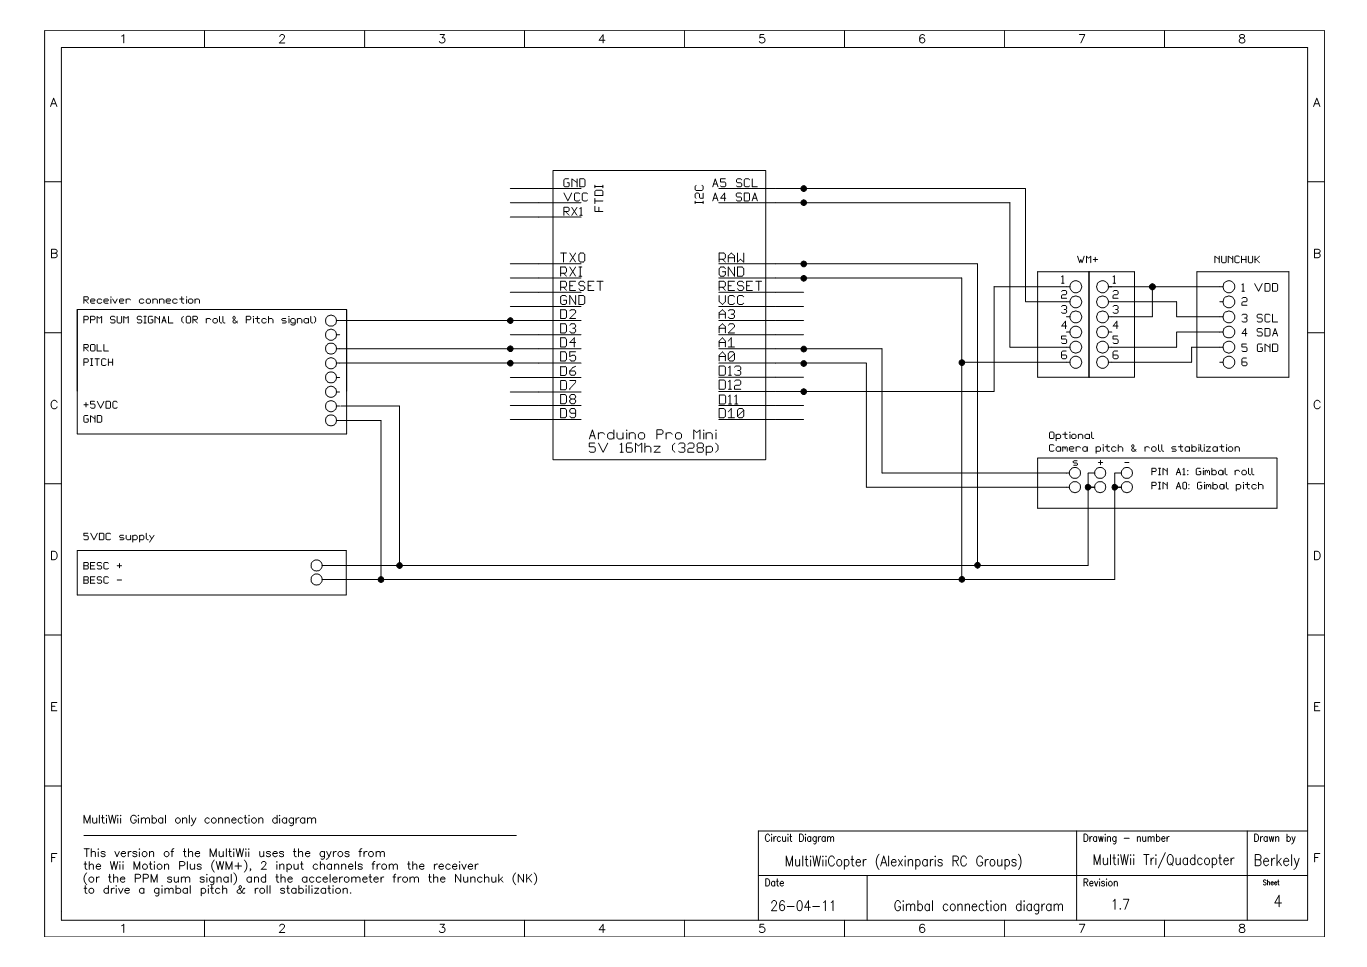 1 2 3 4 5 6 7 8
A A
GND A5 SCL
VCC A4 SDA
RX1
FTDI
I2C
B B
TXO RAW
RXI GND
RESET RESET
GND VCC
D2 A3
D3 A2
D4 A1
D5 A0
D6 D13
D7 D12
D8 D11
D9 D10
Arduino Pro Mini
5V 16Mhz (328p)
WM+
1 1
2 2
3 3
4 4
5 5
6 6
NUNCHUK
1 VDD
2
3 SCL
4 SDA
5 GND
6
Receiver connection
PPM SUM SIGNAL (OR roll & Pitch signal)
ROLL
PITCH
+5VDC
GND
C C
Optional
Camera pitch & roll stabilization
S + -
PIN A1: Gimbal roll
PIN A0: Gimbal pitch
5VDC supply
BESC +
BESC -
D D
E E
MultiWii Gimbal only connection diagram
This version of the MultiWii uses the gyros from
the Wii Motion Plus (WM+), 2 input channels from the receiver
(or the PPM sum signal) and the accelerometer from the Nunchuk (NK)
to drive a gimbal pitch & roll stabilization.
F F
Circuit Diagram
MultiWiiCopter (Alexinparis RC Groups)
Drawing - number
MultiWii Tri/Quadcopter
Drawn by
Berkely
Date
26-04-11
Gimbal connection diagram
Revision
1.7
Sheet
4
1 2 3 4 5 6 7 8